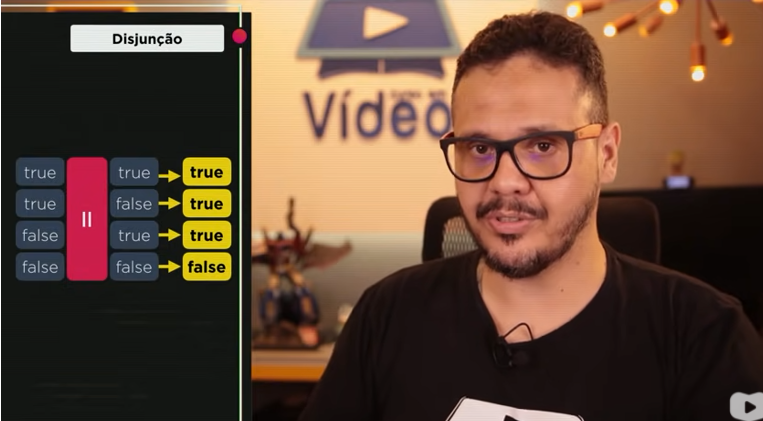 Disjunção
Vídeo
true || true true
true false true
false true true
false false false